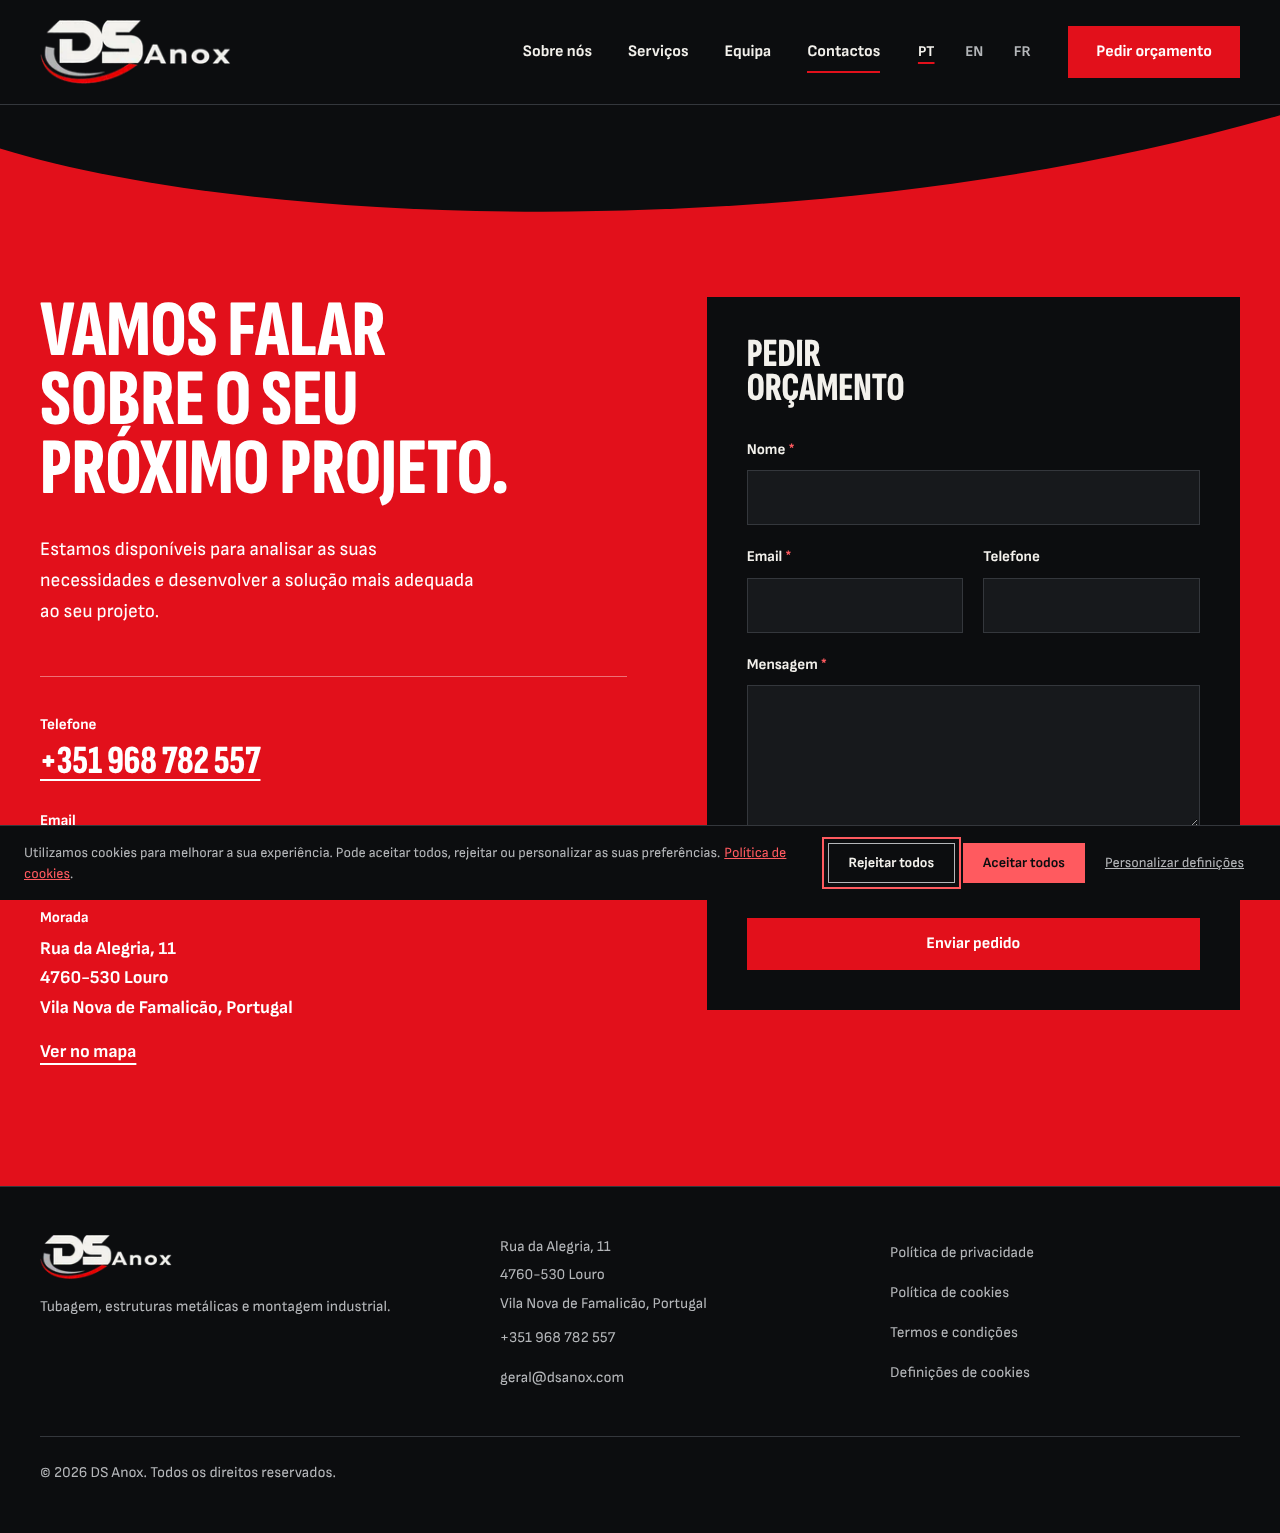 DS Anox
Sobre nós
Serviços
Equipa
Contactos
PT
EN
FR
Pedir orçamento
VAMOS FALAR
SOBRE O SEU
PRÓXIMO PROJETO.
Estamos disponíveis para analisar as suas
necessidades e desenvolver a solução mais adequada
ao seu projeto.
Telefone
+351 968 782 557
Email
PEDIR
ORÇAMENTO
Nome *
Email *
Telefone
Mensagem *
Utilizamos cookies para melhorar a sua experiência. Pode aceitar todos, rejeitar ou personalizar as suas preferências. Política de
cookies.
Rejeitar todos
Aceitar todos
Personalizar definições
Morada
Rua da Alegria, 11
4760-530 Louro
Vila Nova de Famalicão, Portugal
Ver no mapa
Enviar pedido
DS Anox
Tubagem, estruturas metálicas e montagem industrial.
Rua da Alegria, 11
4760-530 Louro
Vila Nova de Famalicão, Portugal
+351 968 782 557
geral@dsanox.com
Política de privacidade
Política de cookies
Termos e condições
Definições de cookies
© 2026 DS Anox. Todos os direitos reservados.